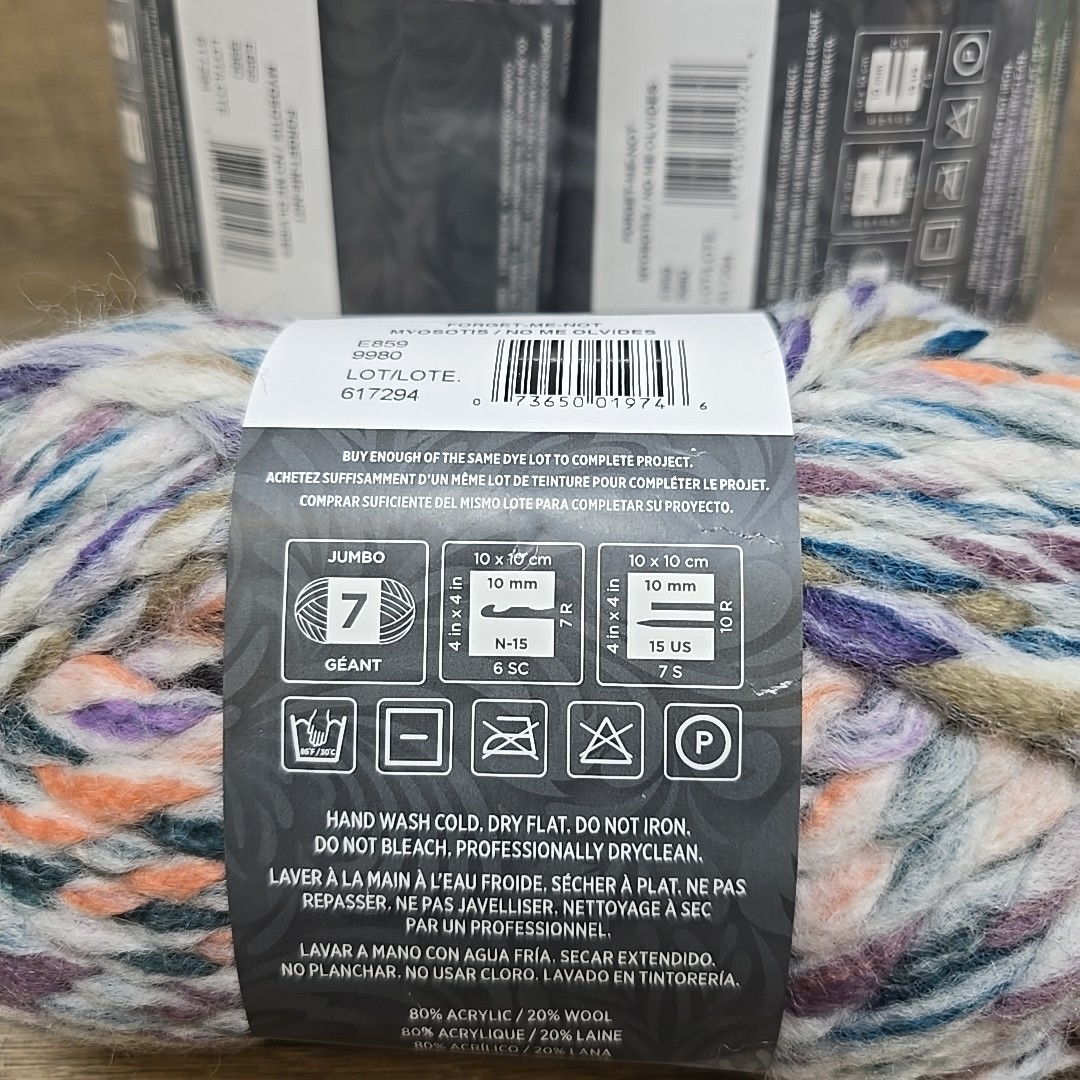 FORGET-ME-NOT
MYOSOTIS / NO ME OLVIDES
E859
9980
LOT/LOTE.
617294
0 73650 01974 6
BUY ENOUGH OF THE SAME DYE LOT TO COMPLETE PROJECT.
ACHETEZ SUFFISAMMENT D'UN MÊME LOT DE TEINTURE POUR COMPLÉTER LE PROJET.
COMPRAR SUFICIENTE DEL MISMO LOTE PARA COMPLETAR SU PROYECTO.
JUMBO
7
GÉANT
10 x 10 cm
4 in x 4 in
10 mm
N-15
7 R
6 SC
10 x 10 cm
4 in x 4 in
10 mm
15 US
10 R
7 S
85°F / 30°C
P
HAND WASH COLD. DRY FLAT. DO NOT IRON.
DO NOT BLEACH. PROFESSIONALLY DRYCLEAN.
LAVER À LA MAIN À L'EAU FROIDE. SÉCHER À PLAT. NE PAS
REPASSER. NE PAS JAVELLISER. NETTOYAGE À SEC
PAR UN PROFESSIONNEL.
LAVAR A MANO CON AGUA FRÍA. SECAR EXTENDIDO.
NO PLANCHAR. NO USAR CLORO. LAVADO EN TINTORERÍA.
80% ACRYLIC / 20% WOOL
80% ACRYLIQUE / 20% LAINE
80% ACRÍLICO / 20% LANA